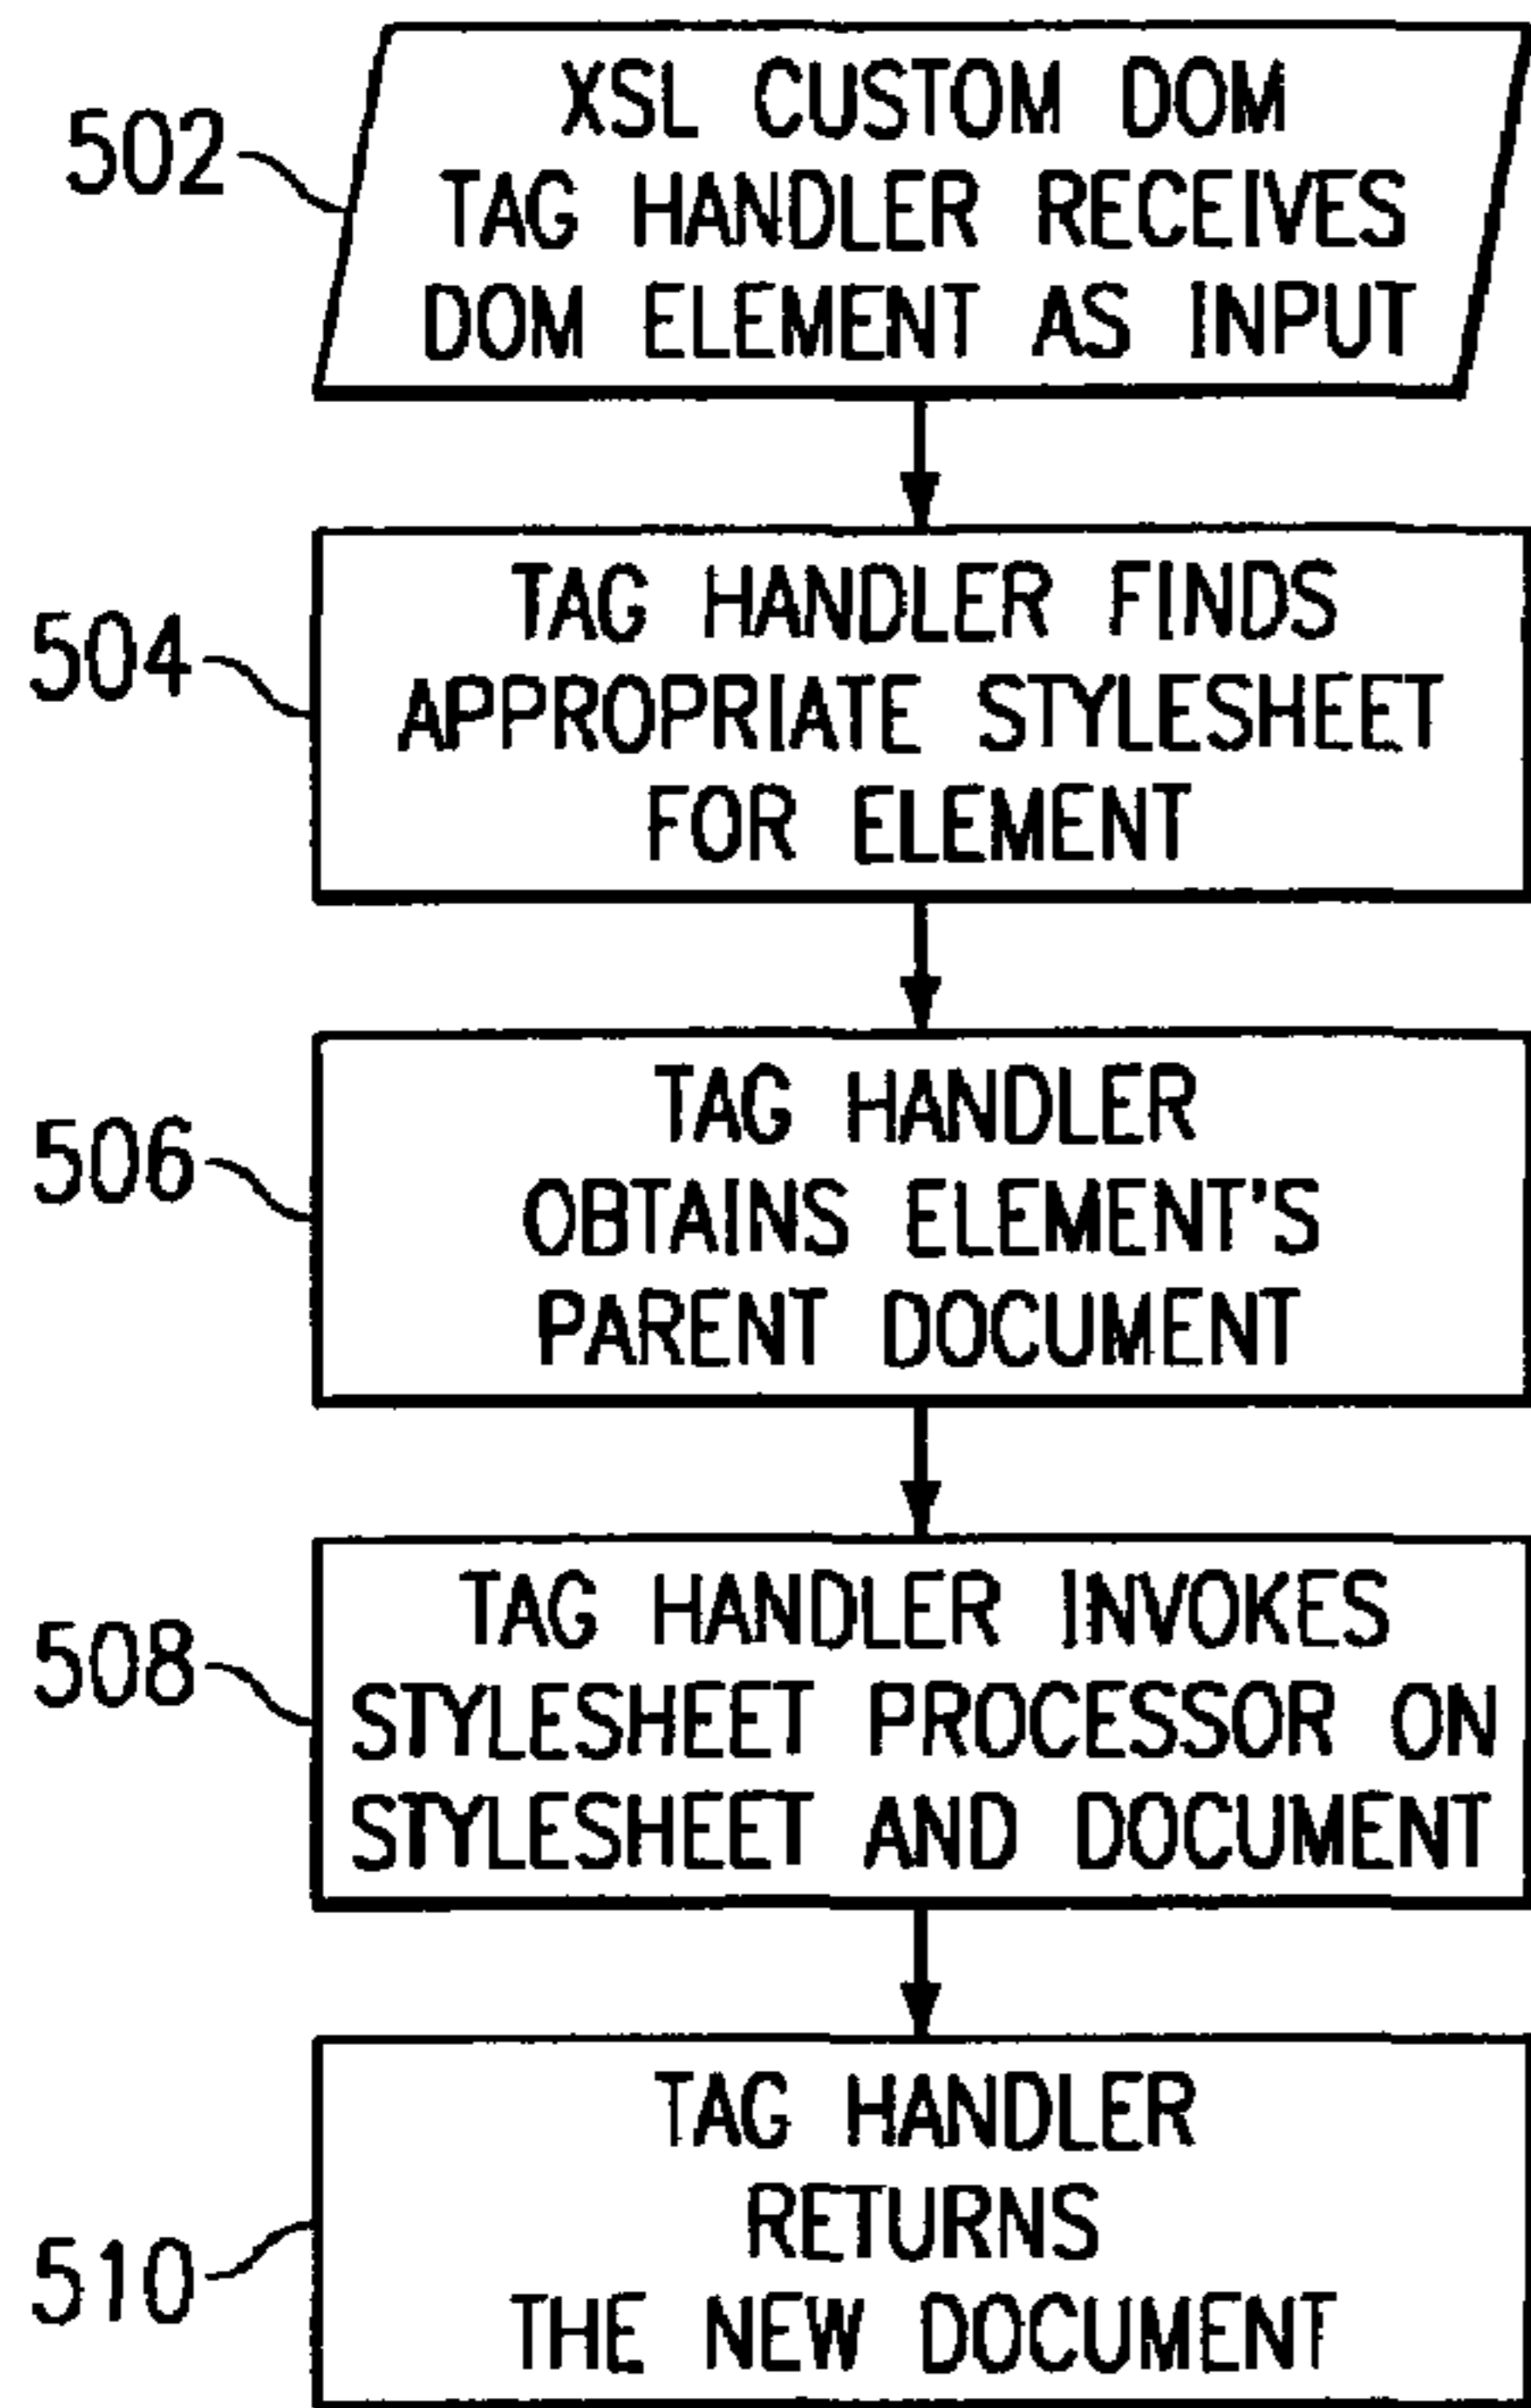 502
XSL CUSTOM DOM
TAG HANDLER RECEIVES
DOM ELEMENT AS INPUT
504
TAG HANDLER FINDS
APPROPRIATE STYLESHEET
FOR ELEMENT
506
TAG HANDLER
OBTAINS ELEMENT'S
PARENT DOCUMENT
508
TAG HANDLER INVOKES
STYLESHEET PROCESSOR ON
STYLESHEET AND DOCUMENT
510
TAG HANDLER
RETURNS
THE NEW DOCUMENT